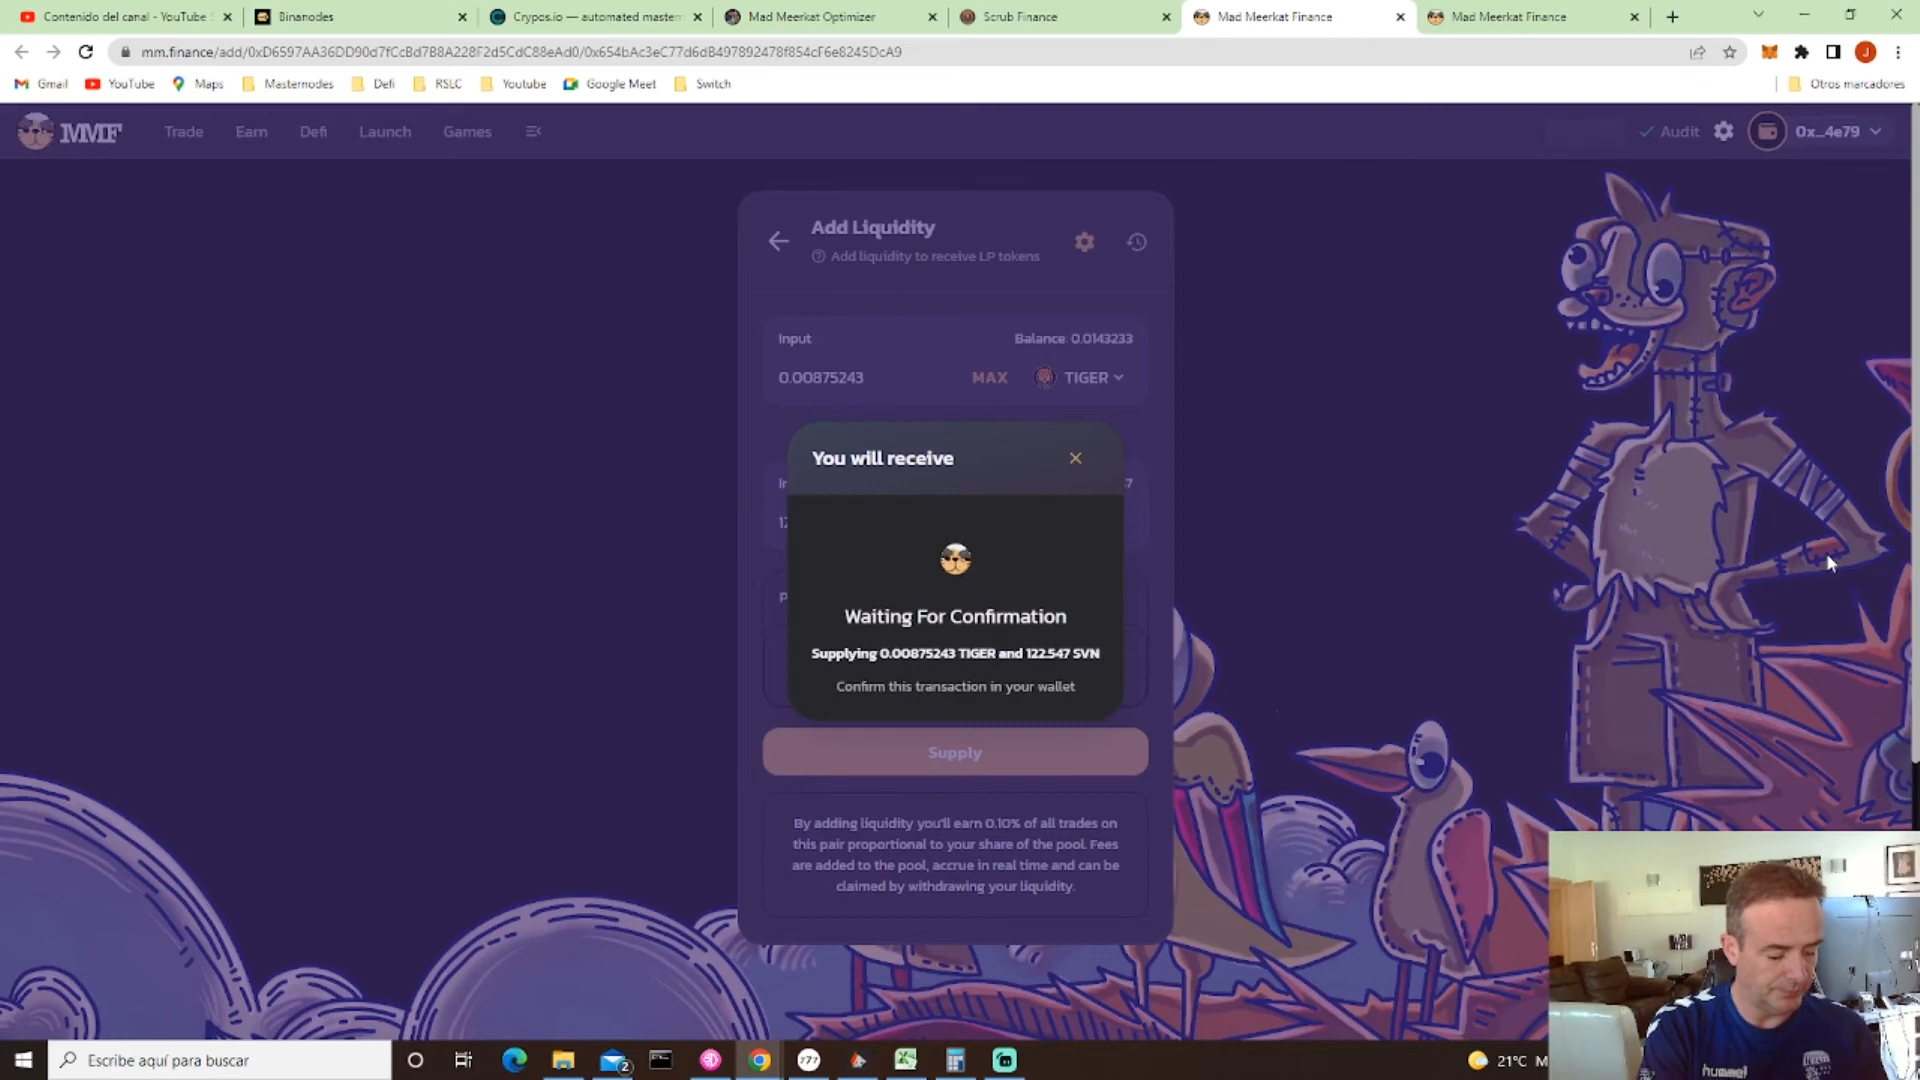 Contenido del canal - YouTube
Binanodes
Crypos.io — automated mastern
Mad Meerkat Optimizer
Scrub Finance
Mad Meerkat Finance
Mad Meerkat Finance
mm.finance/add/0xD6597AA36DD90d7fCcBd7B8A228F2d5CdC88eAd0/0x654bAc3eC77d6dB497892478f854cF6e8245DcA9
Gmail
YouTube
Maps
Masternodes
Defi
RSLC
Youtube
Google Meet
Switch
Otros marcadores
MMF
Trade
Earn
Defi
Launch
Games
Audit
0x_4e79
Add Liquidity
Add liquidity to receive LP tokens
Input
Balance: 0.0143233
0.00875243
MAX
TIGER
You will receive
Waiting For Confirmation
Supplying 0.00875243 TIGER and 122.547 SVN
Confirm this transaction in your wallet
Supply
By adding liquidity you'll earn 0.10% of all trades on
this pair proportional to your share of the pool. Fees
are added to the pool, accrue in real time and can be
claimed by withdrawing your liquidity.
Escribe aquí para buscar
2
777
21°C M
hummel